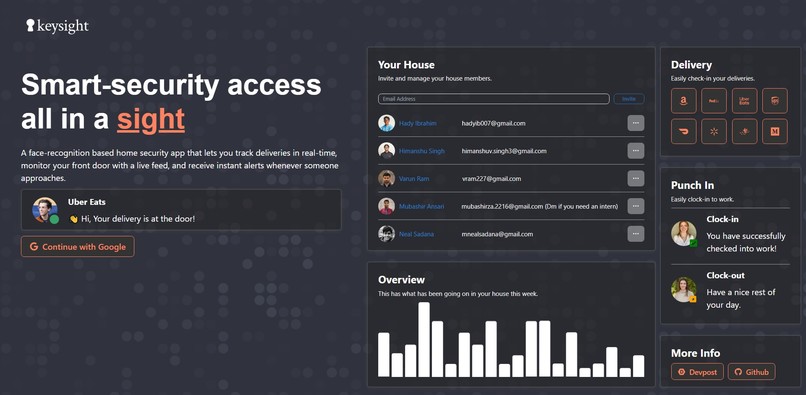 keysight
Smart-security access
all in a sight
A face-recognition based home security app that lets you track deliveries in real-time,
monitor your front door with a live feed, and receive instant alerts whenever someone
approaches.
Uber Eats
👋 Hi, Your delivery is at the door!
Continue with Google
Your House
Invite and manage your house members.
Email Address
Invite
Hady Ibrahim hadyib007@gmail.com
Himanshu Singh himanshuv.singh3@gmail.com
Varun Ram vram227@gmail.com
Mubashir Ansari mubashirza.2216@gmail.com (Dm if you need an intern)
Neal Sadana mnealsadana@gmail.com
Overview
This has what has been going on in your house this week.
Delivery
Easily check-in your deliveries.
Uber
Eats
Punch In
Easily clock-in to work.
Clock-in
You have successfully
checked into work!
Clock-out
Have a nice rest of
your day.
More Info
Devpost
Github